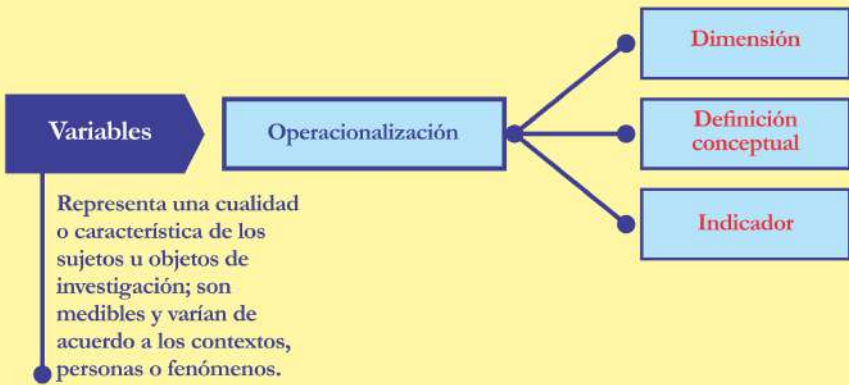 Variables
Operacionalización
Dimensión
Definición
conceptual
Indicador
Representa una cualidad
o característica de los
sujetos u objetos de
investigación; son
medibles y varían de
acuerdo a los contextos,
personas o fenómenos.